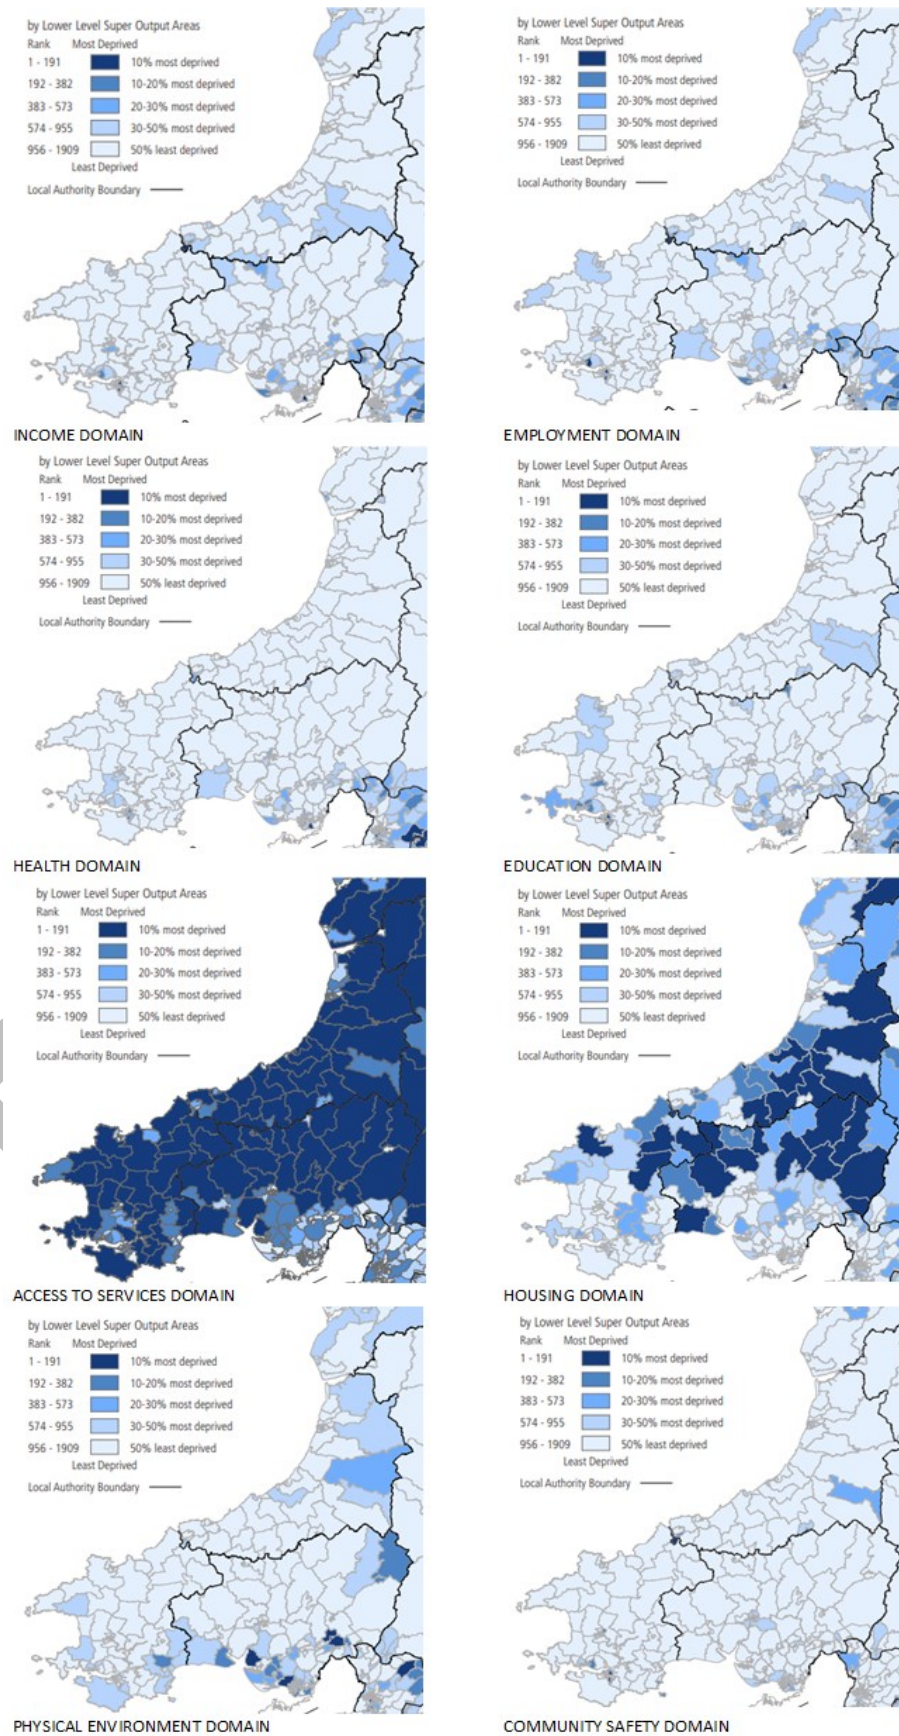 by Lower Level Super Output Areas
Rank Most Deprived
1 - 191 10% most deprived
192 - 382 10-20% most deprived
383 - 573 20-30% most deprived
574 - 955 30-50% most deprived
956 - 1909 50% least deprived
Least Deprived
Local Authority Boundary
INCOME DOMAIN
by Lower Level Super Output Areas
Rank Most Deprived
1 - 191 10% most deprived
192 - 382 10-20% most deprived
383 - 573 20-30% most deprived
574 - 955 30-50% most deprived
956 - 1909 50% least deprived
Least Deprived
Local Authority Boundary
EMPLOYMENT DOMAIN
by Lower Level Super Output Areas
Rank Most Deprived
1 - 191 10% most deprived
192 - 382 10-20% most deprived
383 - 573 20-30% most deprived
574 - 955 30-50% most deprived
956 - 1909 50% least deprived
Least Deprived
Local Authority Boundary
HEALTH DOMAIN
by Lower Level Super Output Areas
Rank Most Deprived
1 - 191 10% most deprived
192 - 382 10-20% most deprived
383 - 573 20-30% most deprived
574 - 955 30-50% most deprived
956 - 1909 50% least deprived
Least Deprived
Local Authority Boundary
EDUCATION DOMAIN
by Lower Level Super Output Areas
Rank Most Deprived
1 - 191 10% most deprived
192 - 382 10-20% most deprived
383 - 573 20-30% most deprived
574 - 955 30-50% most deprived
956 - 1909 50% least deprived
Least Deprived
Local Authority Boundary
ACCESS TO SERVICES DOMAIN
by Lower Level Super Output Areas
Rank Most Deprived
1 - 191 10% most deprived
192 - 382 10-20% most deprived
383 - 573 20-30% most deprived
574 - 955 30-50% most deprived
956 - 1909 50% least deprived
Least Deprived
Local Authority Boundary
HOUSING DOMAIN
by Lower Level Super Output Areas
Rank Most Deprived
1 - 191 10% most deprived
192 - 382 10-20% most deprived
383 - 573 20-30% most deprived
574 - 955 30-50% most deprived
956 - 1909 50% least deprived
Least Deprived
Local Authority Boundary
PHYSICAL ENVIRONMENT DOMAIN
by Lower Level Super Output Areas
Rank Most Deprived
1 - 191 10% most deprived
192 - 382 10-20% most deprived
383 - 573 20-30% most deprived
574 - 955 30-50% most deprived
956 - 1909 50% least deprived
Least Deprived
Local Authority Boundary
COMMUNITY SAFETY DOMAIN